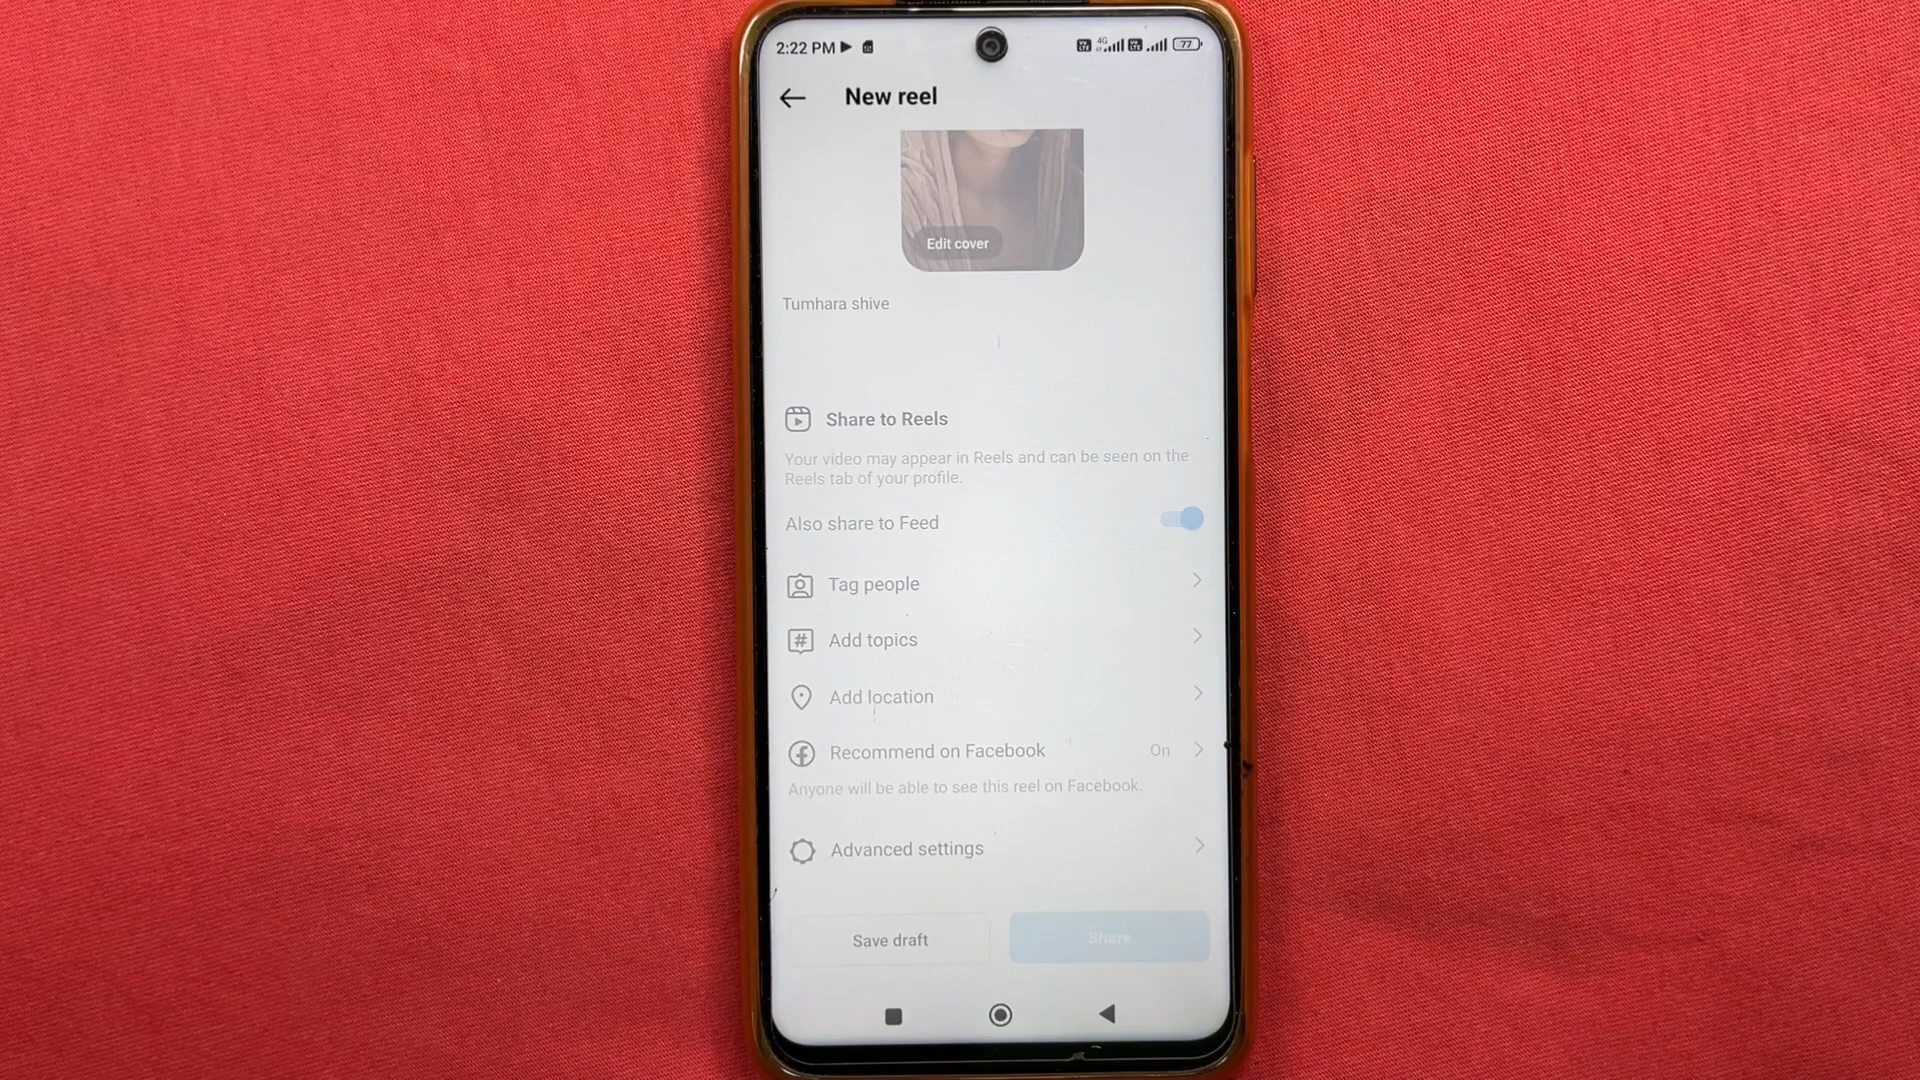 2:22 PM
4G
77
New reel
Edit cover
Tumhara shive
Share to Reels
Your video may appear in Reels and can be seen on the
Reels tab of your profile.
Also share to Feed
Tag people
Add topics
Add location
Recommend on Facebook On
Anyone will be able to see this reel on Facebook.
Advanced settings
Save draft Share